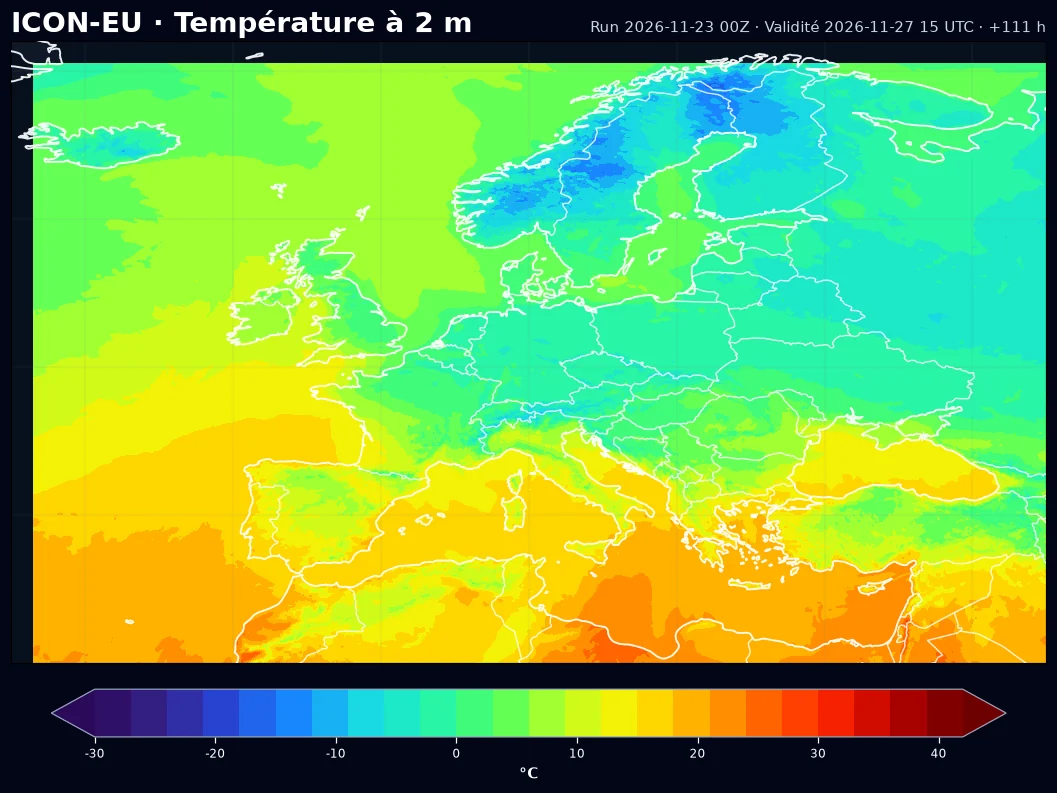 ICON-EU · Température à 2 m
Run 2026-11-23 00Z · Validité 2026-11-27 15 UTC · +111 h
-30 -20 -10 0 10 20 30 40
°C